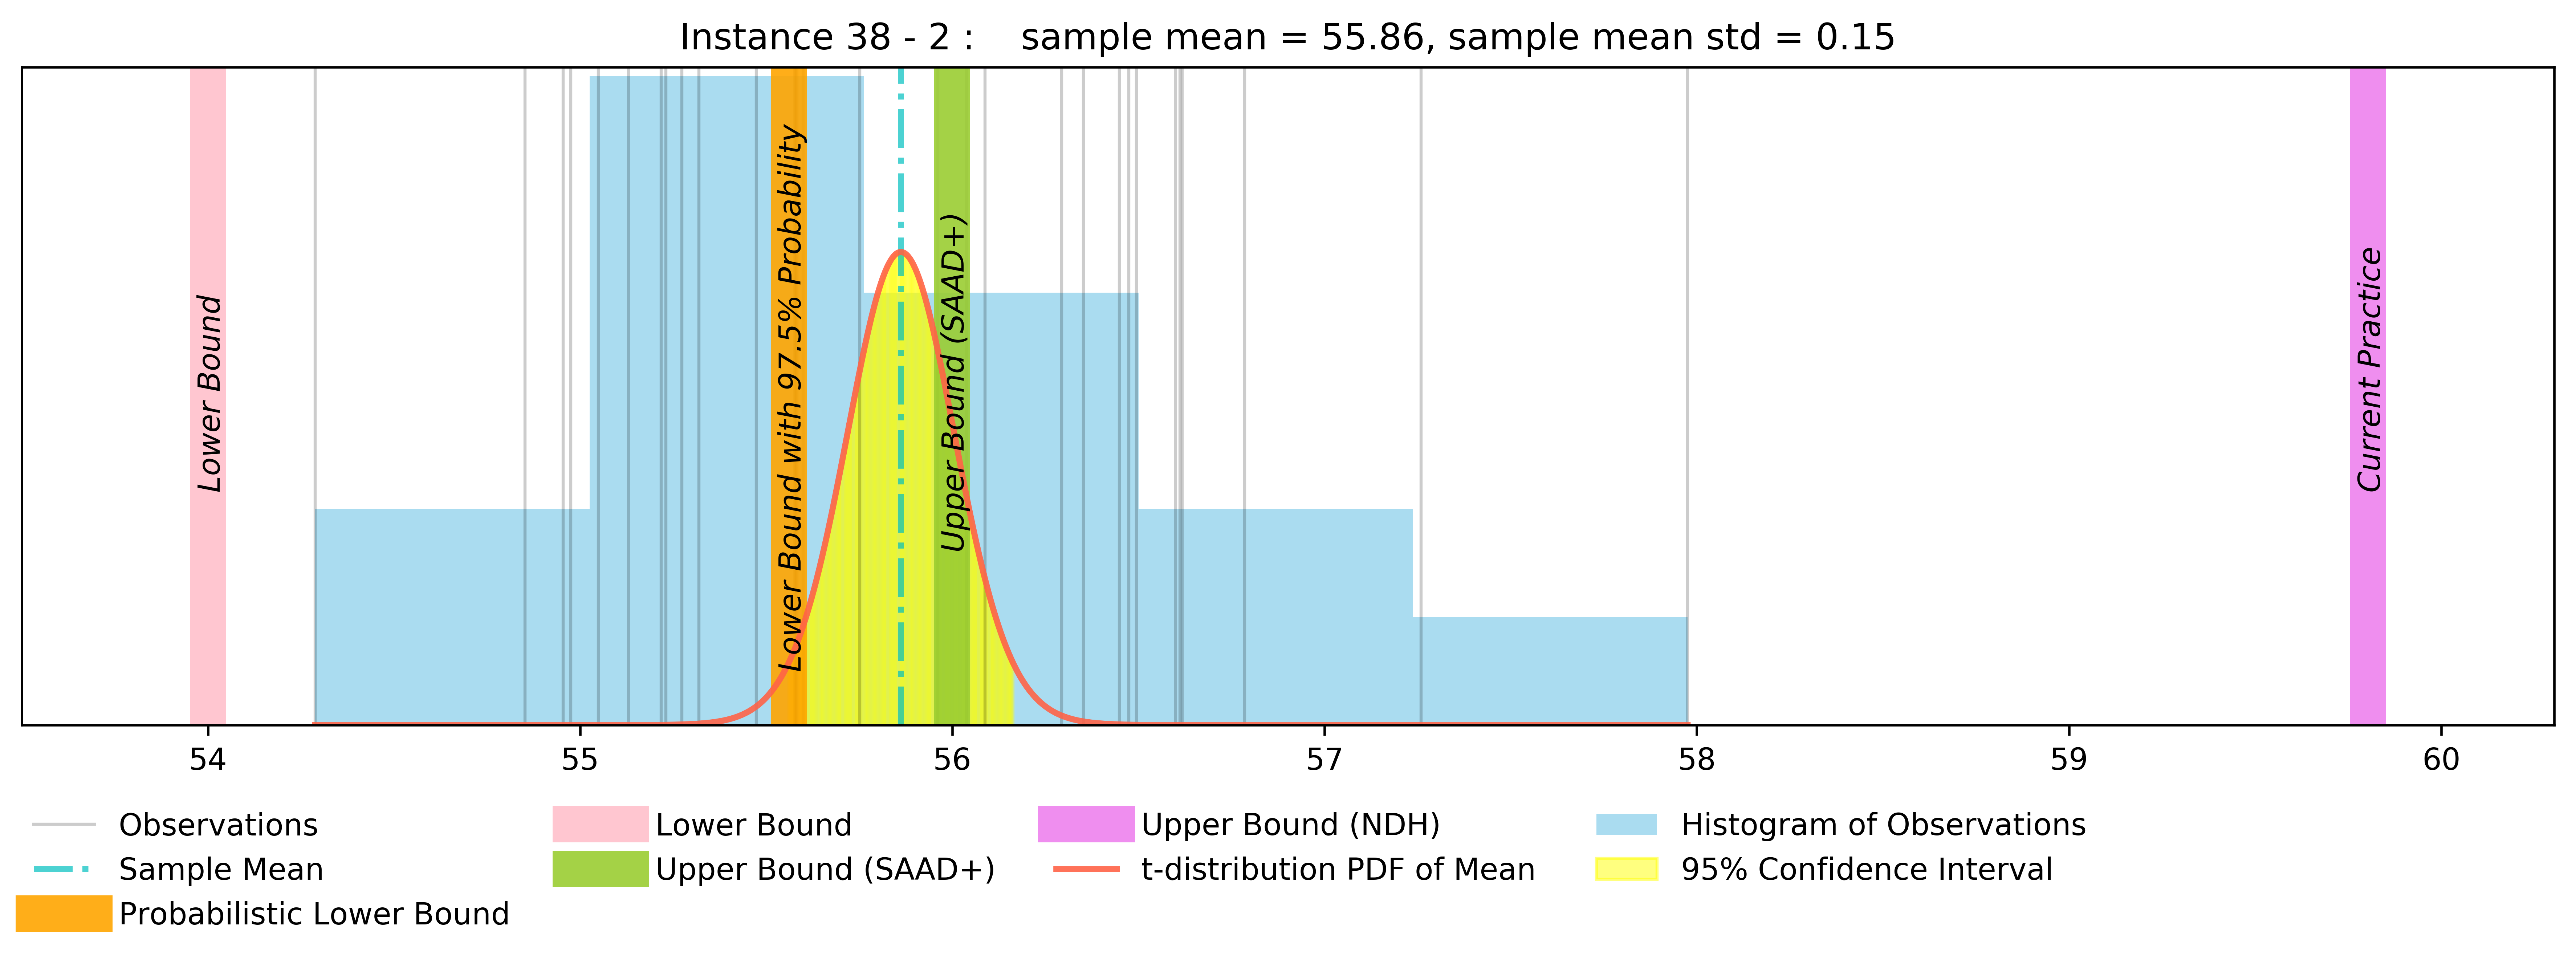 Instance 38 - 2 :    sample mean = 55.86, sample mean std = 0.15
Lower Bound
Lower Bound with 97.5% Probability
Upper Bound (SAAD+)
Current Practice
54 55 56 57 58 59 60
Observations Lower Bound Upper Bound (NDH) Histogram of Observations
Sample Mean Upper Bound (SAAD+) t-distribution PDF of Mean 95% Confidence Interval
Probabilistic Lower Bound